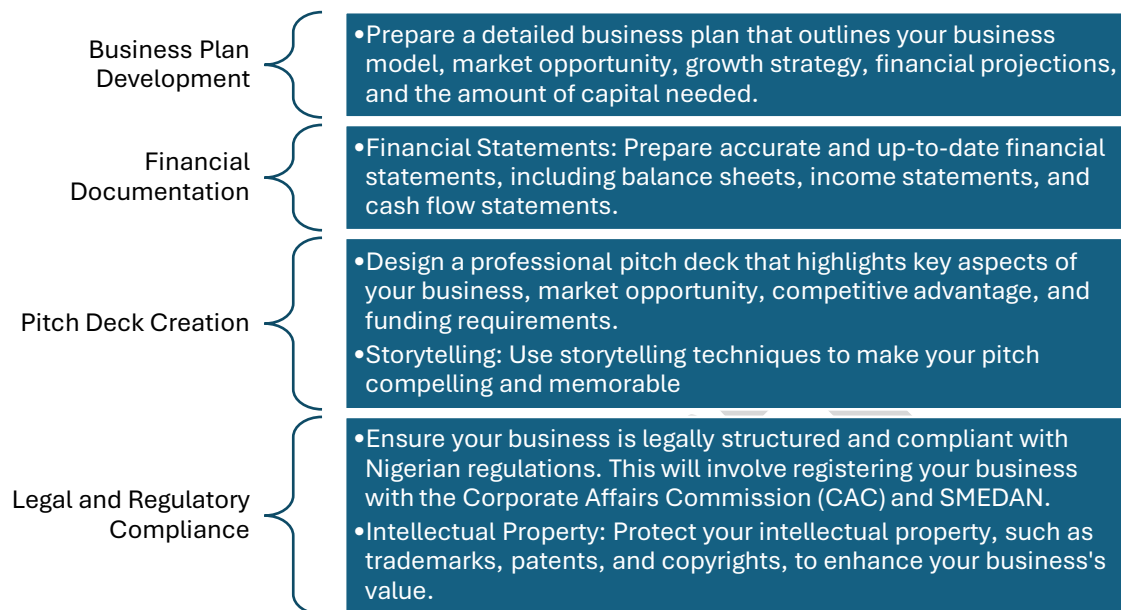 Business Plan
Development
•Prepare a detailed business plan that outlines your business
model, market opportunity, growth strategy, financial projections,
and the amount of capital needed.
Financial
Documentation
•Financial Statements: Prepare accurate and up-to-date financial
statements, including balance sheets, income statements, and
cash flow statements.
Pitch Deck Creation
•Design a professional pitch deck that highlights key aspects of
your business, market opportunity, competitive advantage, and
funding requirements.
•Storytelling: Use storytelling techniques to make your pitch
compelling and memorable
Legal and Regulatory
Compliance
•Ensure your business is legally structured and compliant with
Nigerian regulations. This will involve registering your business
with the Corporate Affairs Commission (CAC) and SMEDAN.
•Intellectual Property: Protect your intellectual property, such as
trademarks, patents, and copyrights, to enhance your business's
value.